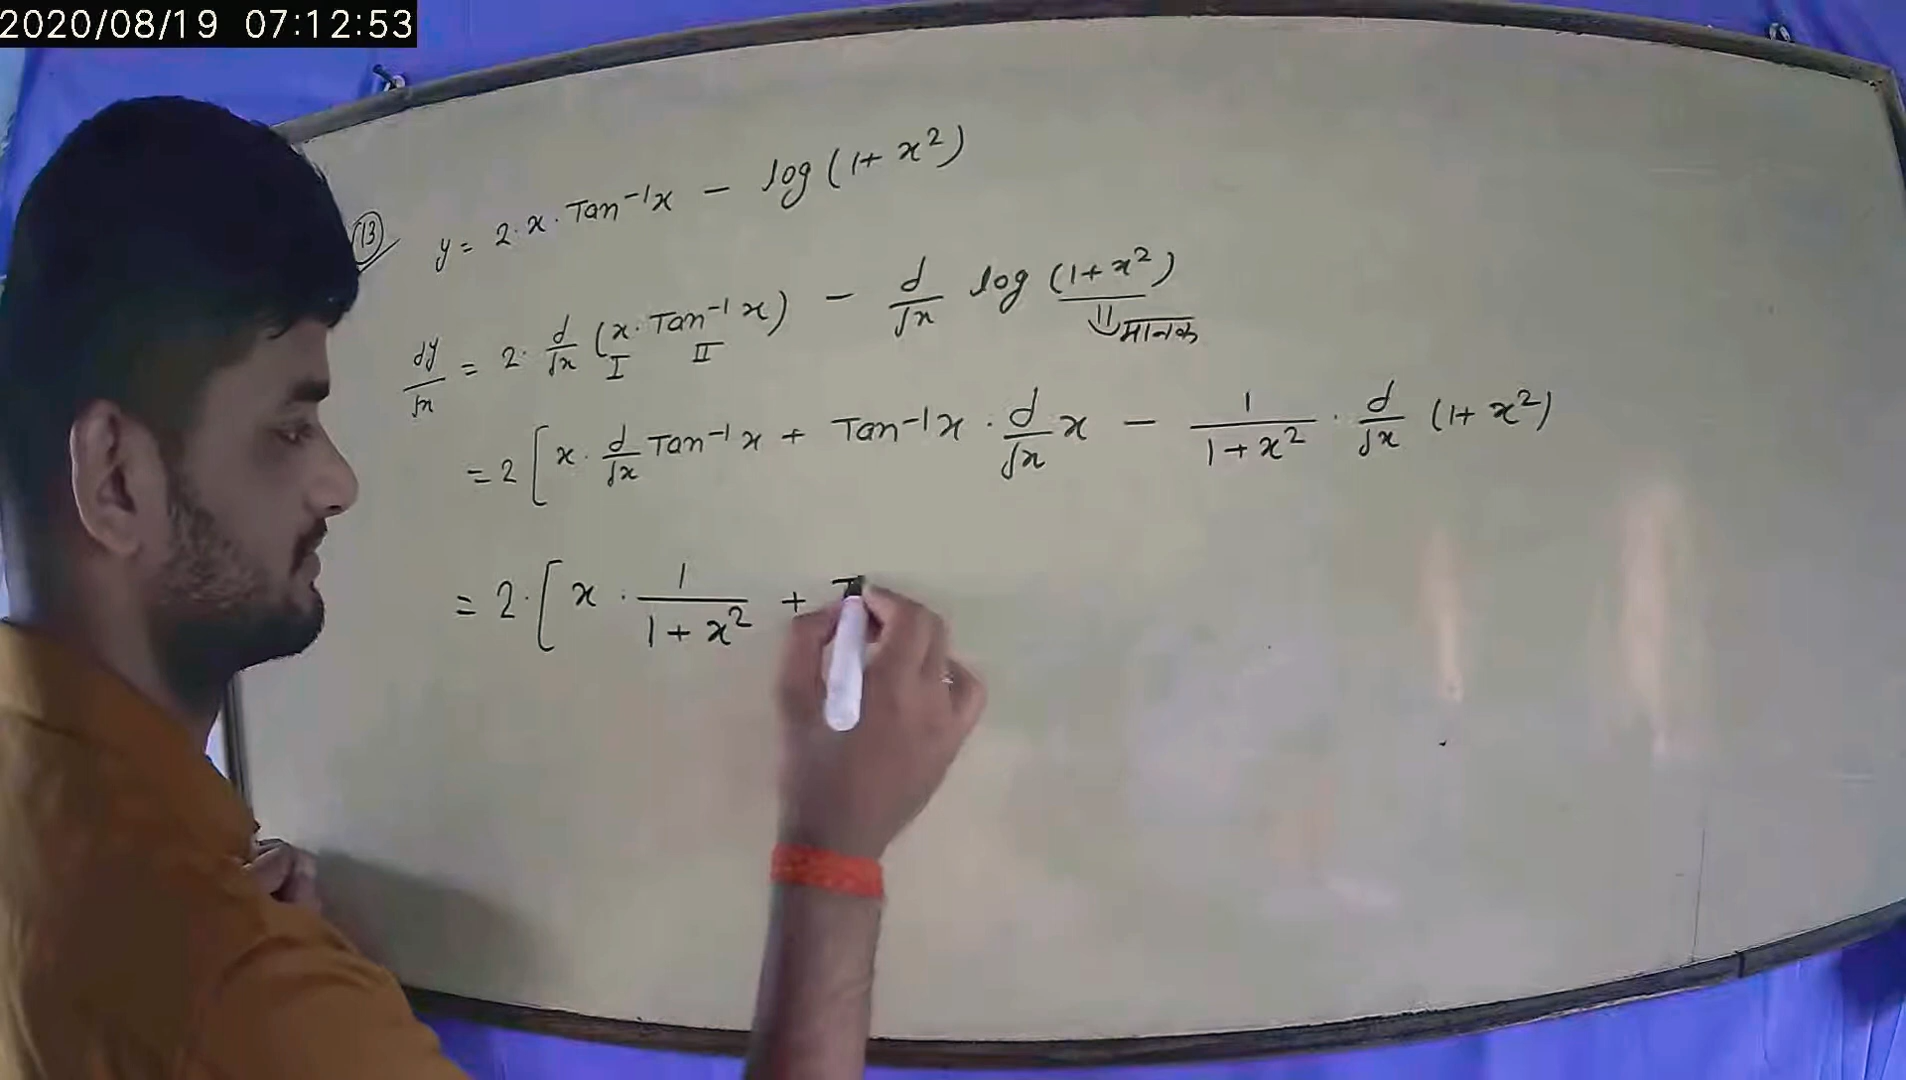 2020/08/19 07:12:53
(13) y = 2·x·Tan⁻¹x − log(1+x²)
dy/dx = 2· d/dx (x·Tan⁻¹x) − d/dx log(1+x²)
I II मानक
= 2[x· d/dx Tan⁻¹x + Tan⁻¹x · d/dx x − 1/(1+x²) · d/dx (1+x²)
= 2·[x · 1/(1+x²) + T